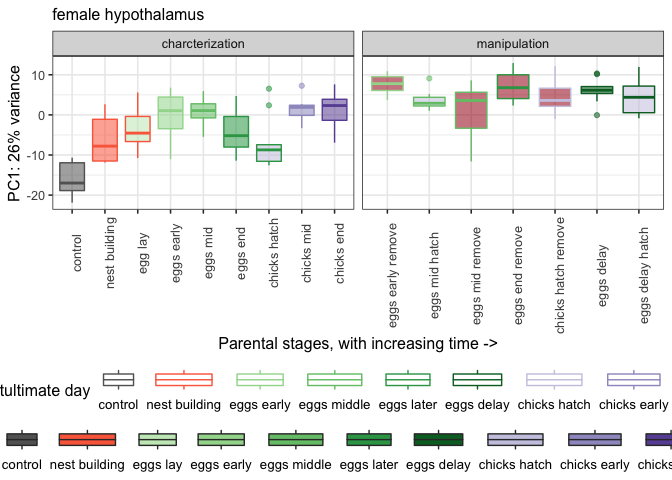 female hypothalamus
charcterization manipulation
PC1: 26% variance
10
0
-10
-20
control nest building egg lay eggs early eggs mid eggs end chicks hatch chicks mid chicks end eggs early remove eggs mid hatch eggs mid remove eggs end remove chicks hatch remove eggs delay eggs delay hatch
Parental stages, with increasing time ->
tultimate day
control nest building eggs early eggs middle eggs later eggs delay chicks hatch chicks early
control nest building eggs lay eggs early eggs middle eggs later eggs delay chicks hatch chicks early chicks